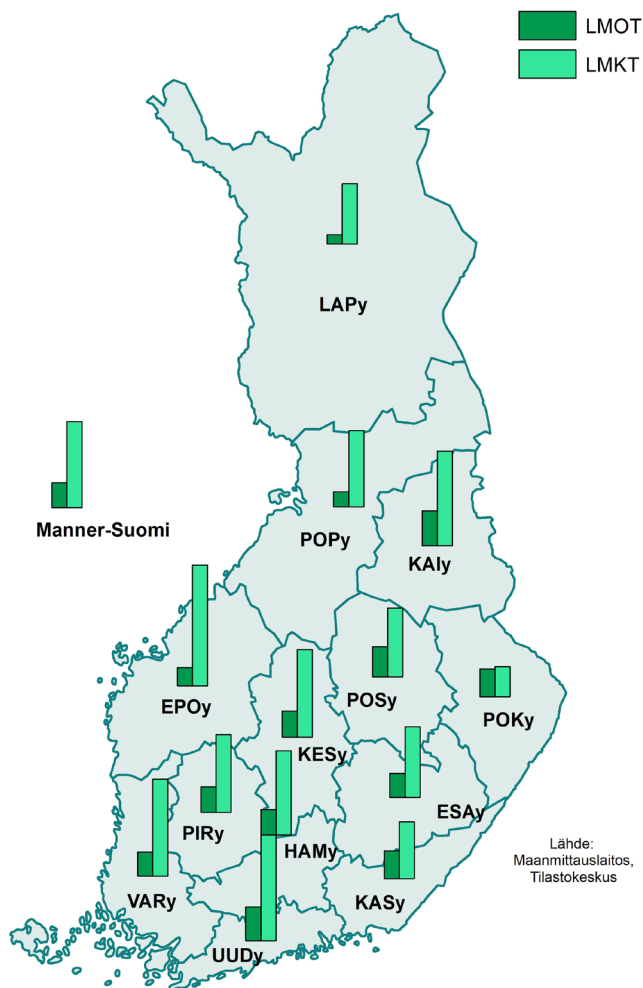 LMOT
LMKT
LAPy
Manner-Suomi
POPy
KAIy
EPOy
POSy
POKy
KESy
ESAy
PIRy
HAMy
Lähde:
Maanmittauslaitos,
Tilastokeskus
VARy
KASy
UUDy